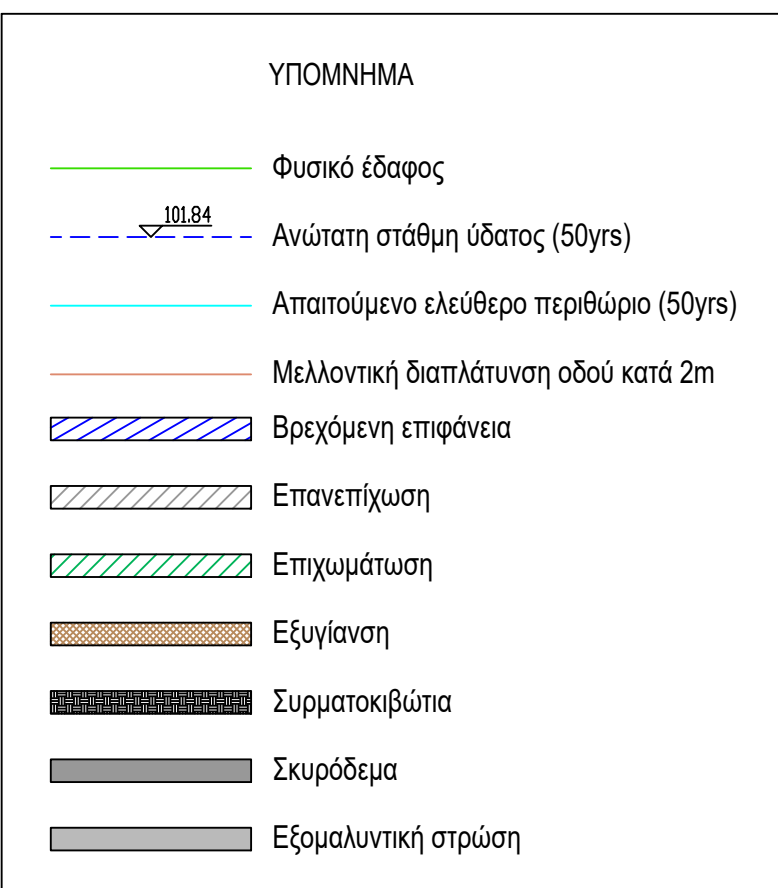 ΥΠΟΜΝΗΜΑ
Φυσικό έδαφος
101.84
Ανώτατη στάθμη ύδατος (50yrs)
Απαιτούμενο ελεύθερο περιθώριο (50yrs)
Μελλοντική διαπλάτυνση οδού κατά 2m
Βρεχόμενη επιφάνεια
Επανεπίχωση
Επιχωμάτωση
Εξυγίανση
Συρματοκιβώτια
Σκυρόδεμα
Εξομαλυντική στρώση